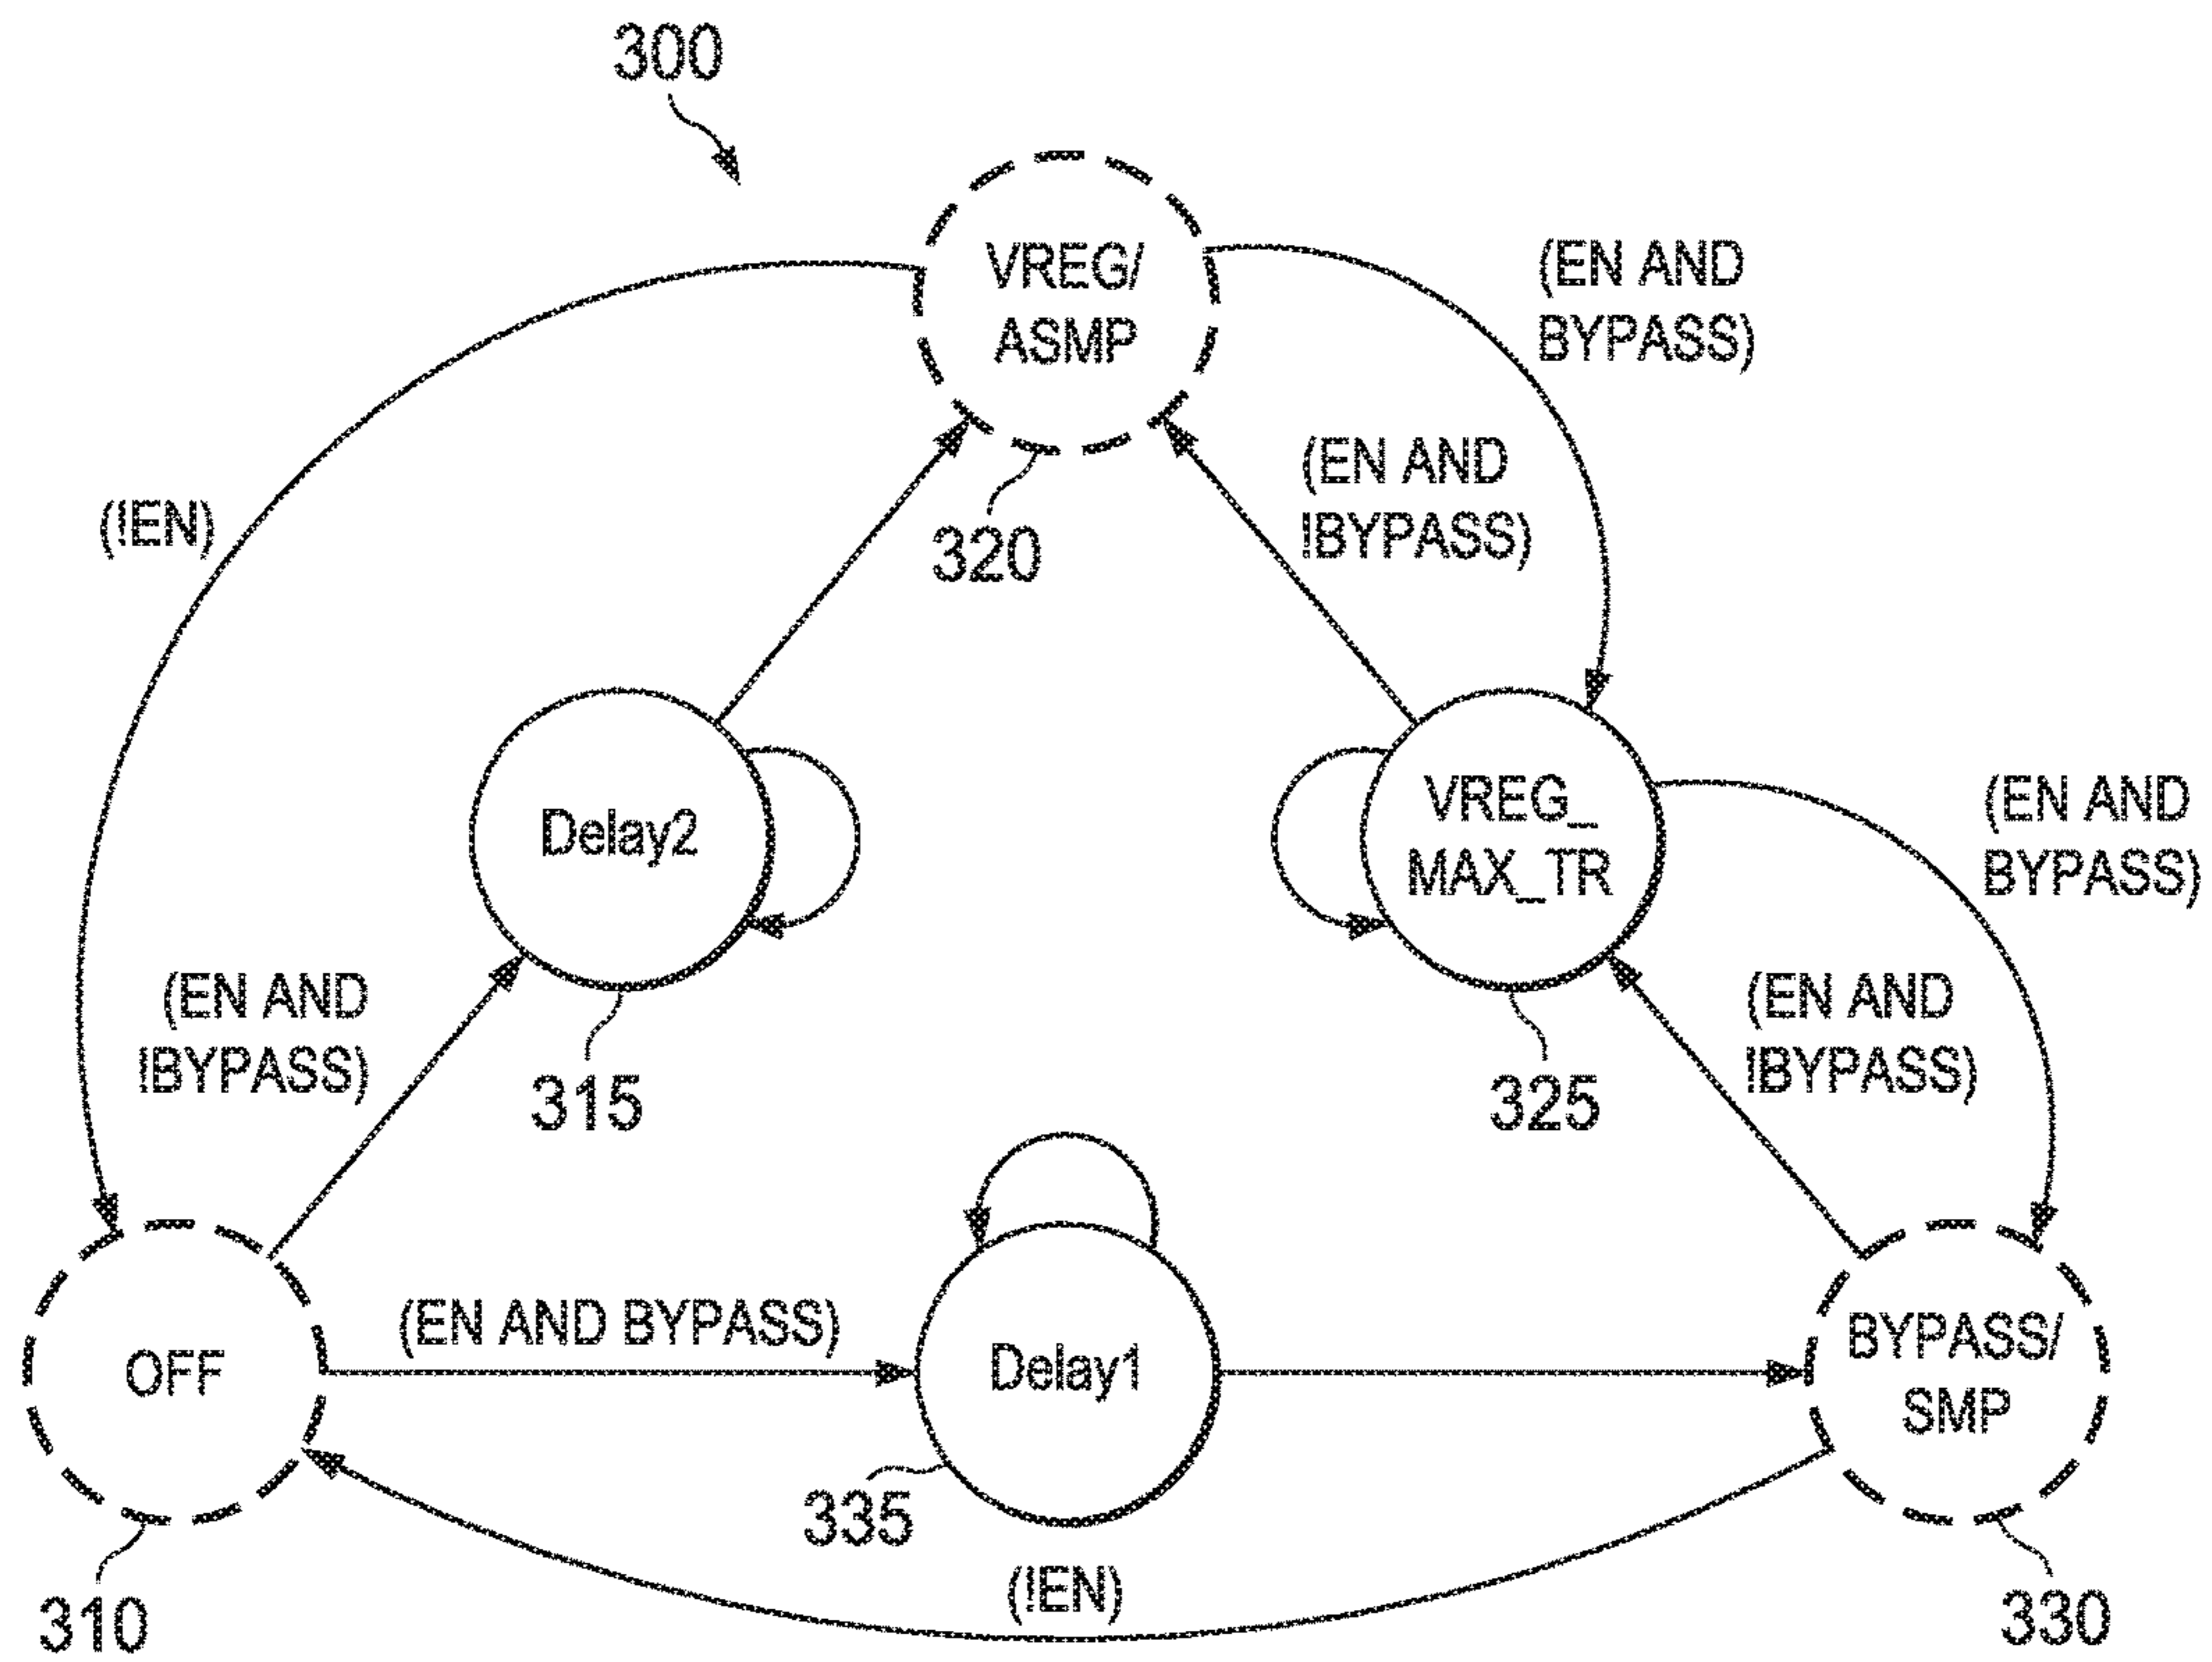 300
VREG/
ASMP
(EN AND
BYPASS)
(EN AND
!BYPASS)
(!EN)
320
Delay2
VREG_
MAX_TR
(EN AND
BYPASS)
(EN AND
!BYPASS)
(EN AND
!BYPASS)
315
325
(EN AND BYPASS)
OFF
Delay1
BYPASS/
SMP
335
(!EN)
310
330